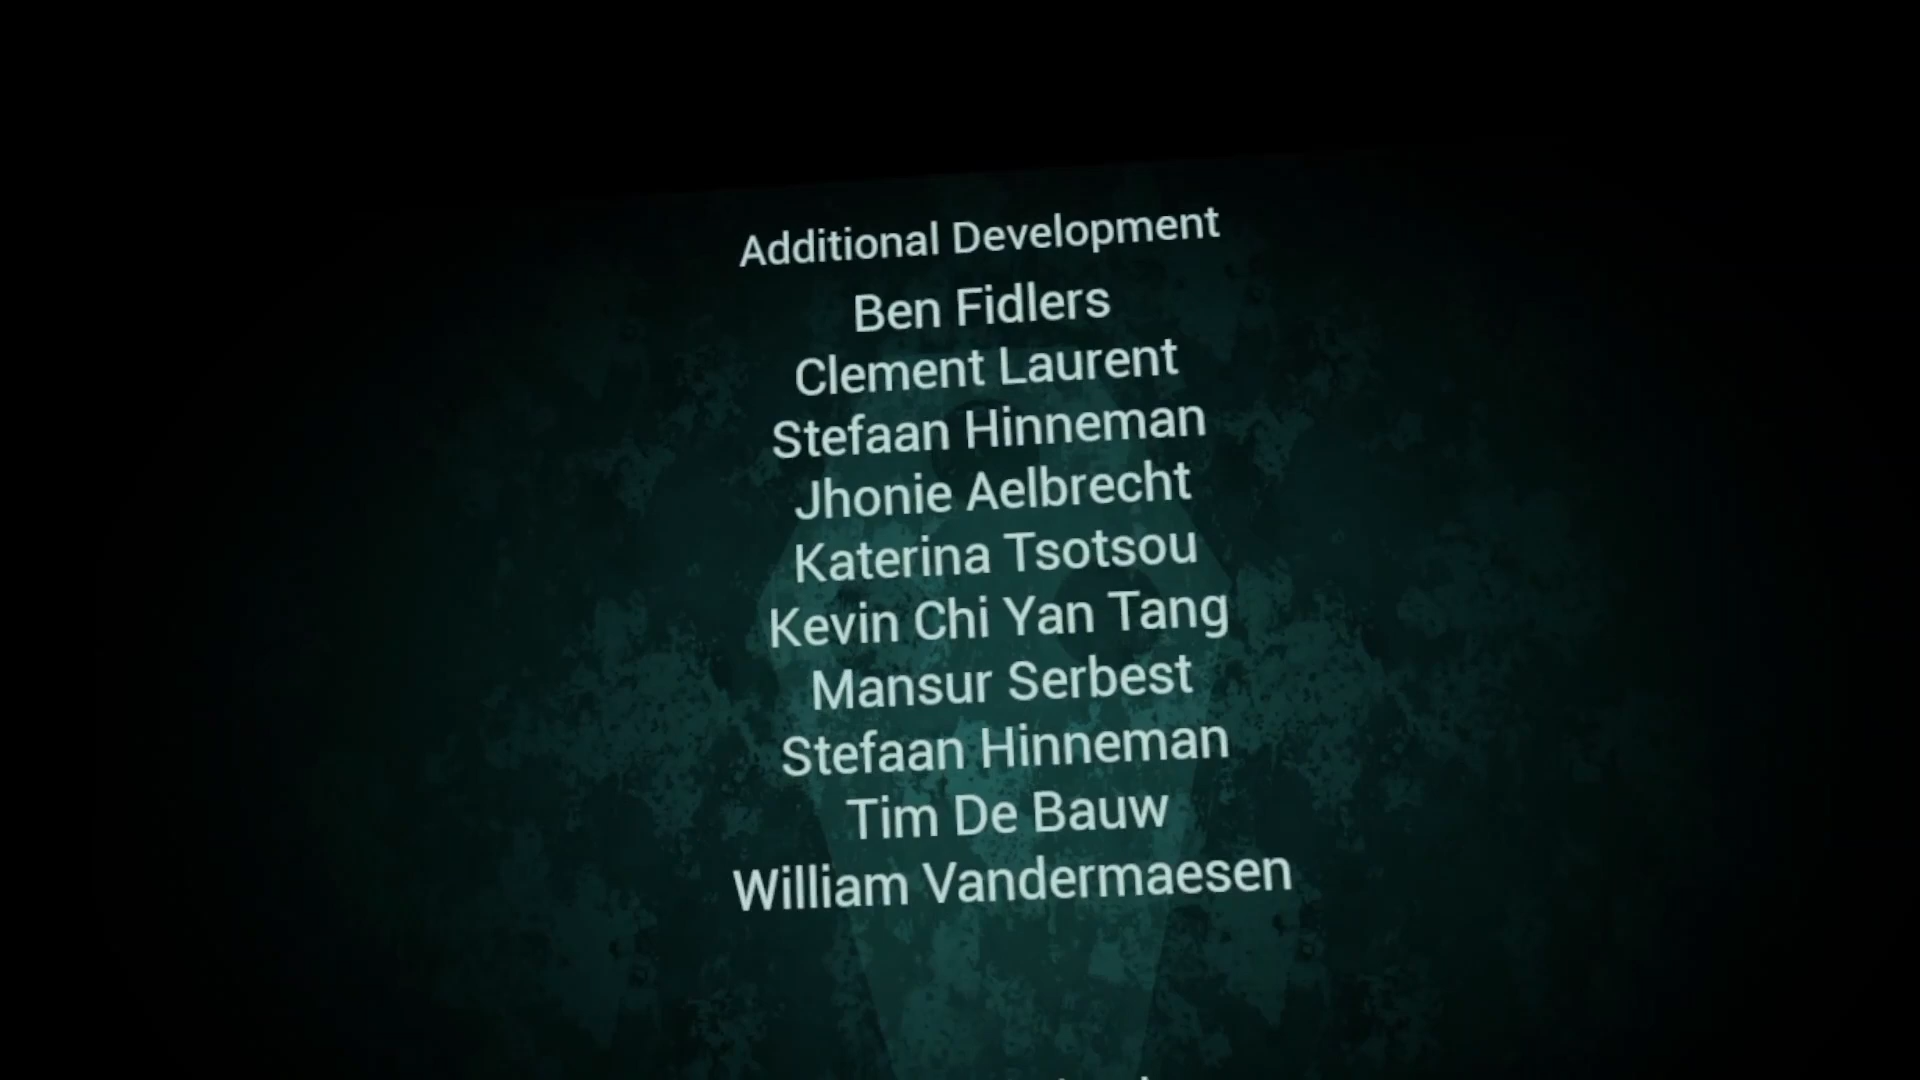 Additional Development
Ben Fidlers
Clement Laurent
Stefaan Hinneman
Jhonie Aelbrecht
Katerina Tsotsou
Kevin Chi Yan Tang
Mansur Serbest
Stefaan Hinneman
Tim De Bauw
William Vandermaesen